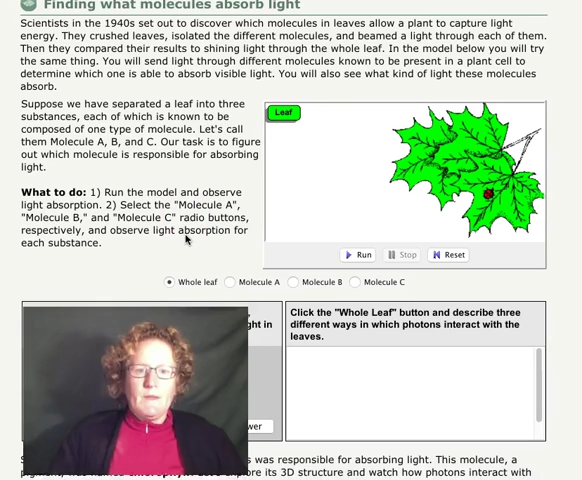 Finding what molecules absorb light
Scientists in the 1940s set out to discover which molecules in leaves allow a plant to capture light
energy. They crushed leaves, isolated the different molecules, and beamed a light through each of them.
Then they compared their results to shining light through the whole leaf. In the model below you will try
the same thing. You will send light through different molecules known to be present in a plant cell to
determine which one is able to absorb visible light. You will also see what kind of light these molecules
absorb.
Suppose we have separated a leaf into three
substances, each of which is known to be
composed of one type of molecule. Let's call
them Molecule A, B, and C. Our task is to figure
out which molecule is responsible for absorbing
light.
What to do: 1) Run the model and observe
light absorption. 2) Select the "Molecule A",
"Molecule B," and "Molecule C" radio buttons,
respectively, and observe light absorption for
each substance.
Leaf
Run Stop Reset
Whole leaf Molecule A Molecule B Molecule C
ght in
wer
Click the "Whole Leaf" button and describe three
different ways in which photons interact with the
leaves.
s was responsible for absorbing light. This molecule, a
explore its 3D structure and watch how photons interact with